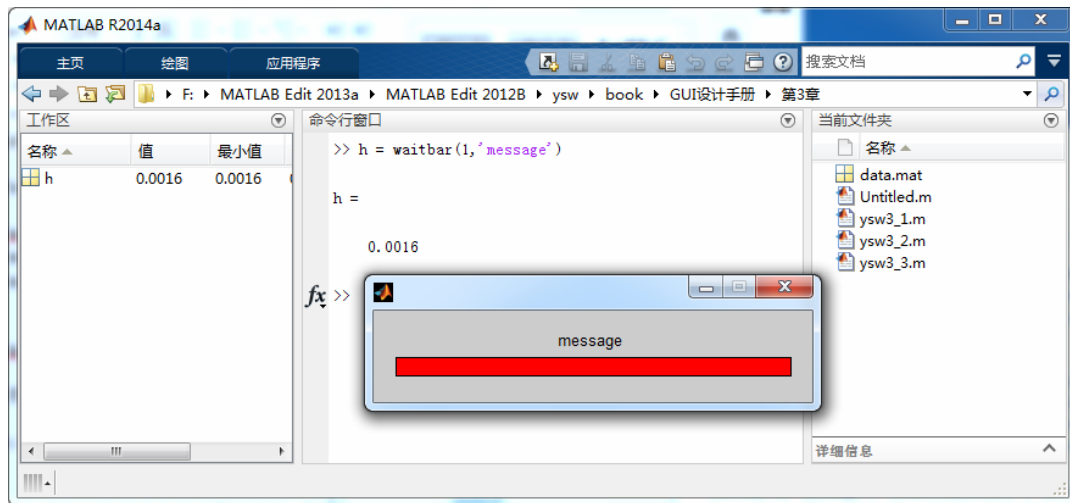 MATLAB R2014a
主页 绘图 应用程序 搜索文档
F: MATLAB Edit 2013a MATLAB Edit 2012B ysw book GUI设计手册 第3章
工作区
名称 值 最小值
h 0.0016 0.0016
命令行窗口
>> h = waitbar(1,'message')
h =
0.0016
fx >>
message
当前文件夹
名称
data.mat
Untitled.m
ysw3_1.m
ysw3_2.m
ysw3_3.m
详细信息